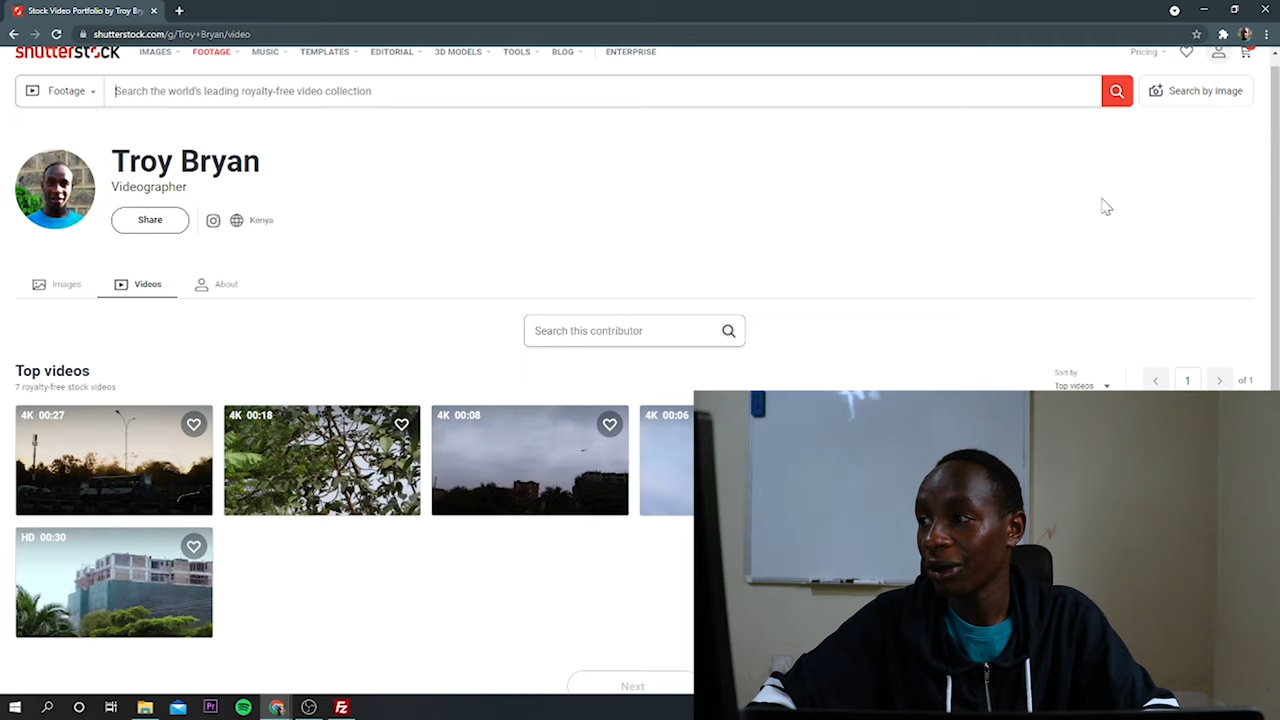 Stock Video Portfolio by Troy Br
shutterstock.com/g/Troy+Bryan/video
shutterstock
IMAGES
FOOTAGE
MUSIC
TEMPLATES
EDITORIAL
3D MODELS
TOOLS
BLOG
ENTERPRISE
Pricing
Footage
Search the world's leading royalty-free video collection
Search by image
Troy Bryan
Videographer
Share
Kenya
Images
Videos
About
Search this contributor
Top videos
7 royalty-free stock videos
Sort by
Top videos
1
of 1
4K 00:27
4K 00:18
4K 00:08
4K 00:06
HD 00:30
Next
Pr
Fz